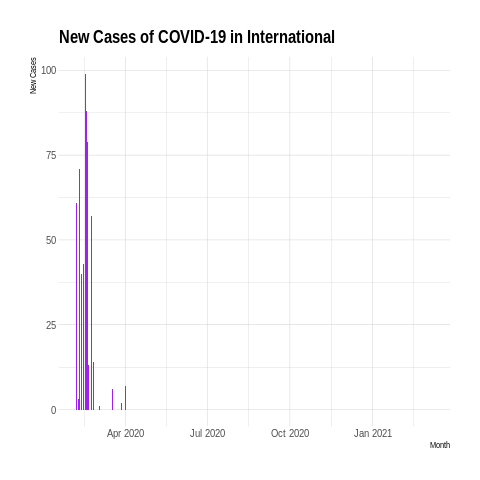 New Cases of COVID-19 in International
New Cases
100
75
50
25
0
Apr 2020
Jul 2020
Oct 2020
Jan 2021
Month